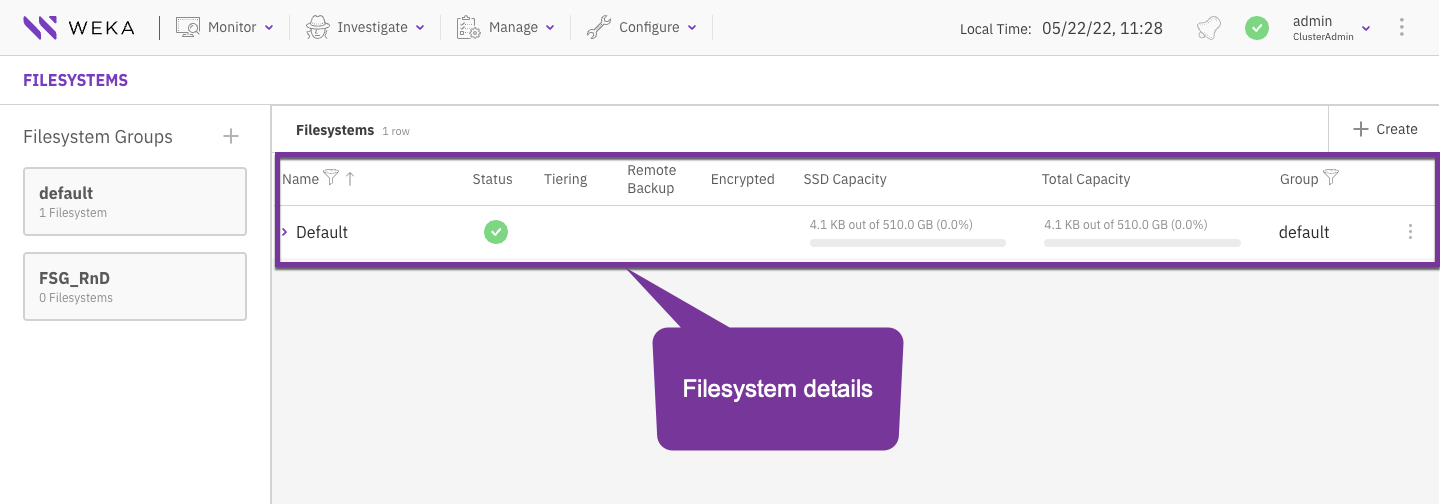 WEKA Monitor Investigate Manage Configure Local Time: 05/22/22, 11:28 admin
ClusterAdmin
FILESYSTEMS
Filesystem Groups
default
1 Filesystem
FSG_RnD
0 Filesystems
Filesystems 1 row
Create
Name Status Tiering Remote Backup Encrypted SSD Capacity Total Capacity Group
Default 4.1 KB out of 510.0 GB (0.0%) 4.1 KB out of 510.0 GB (0.0%) default
Filesystem details